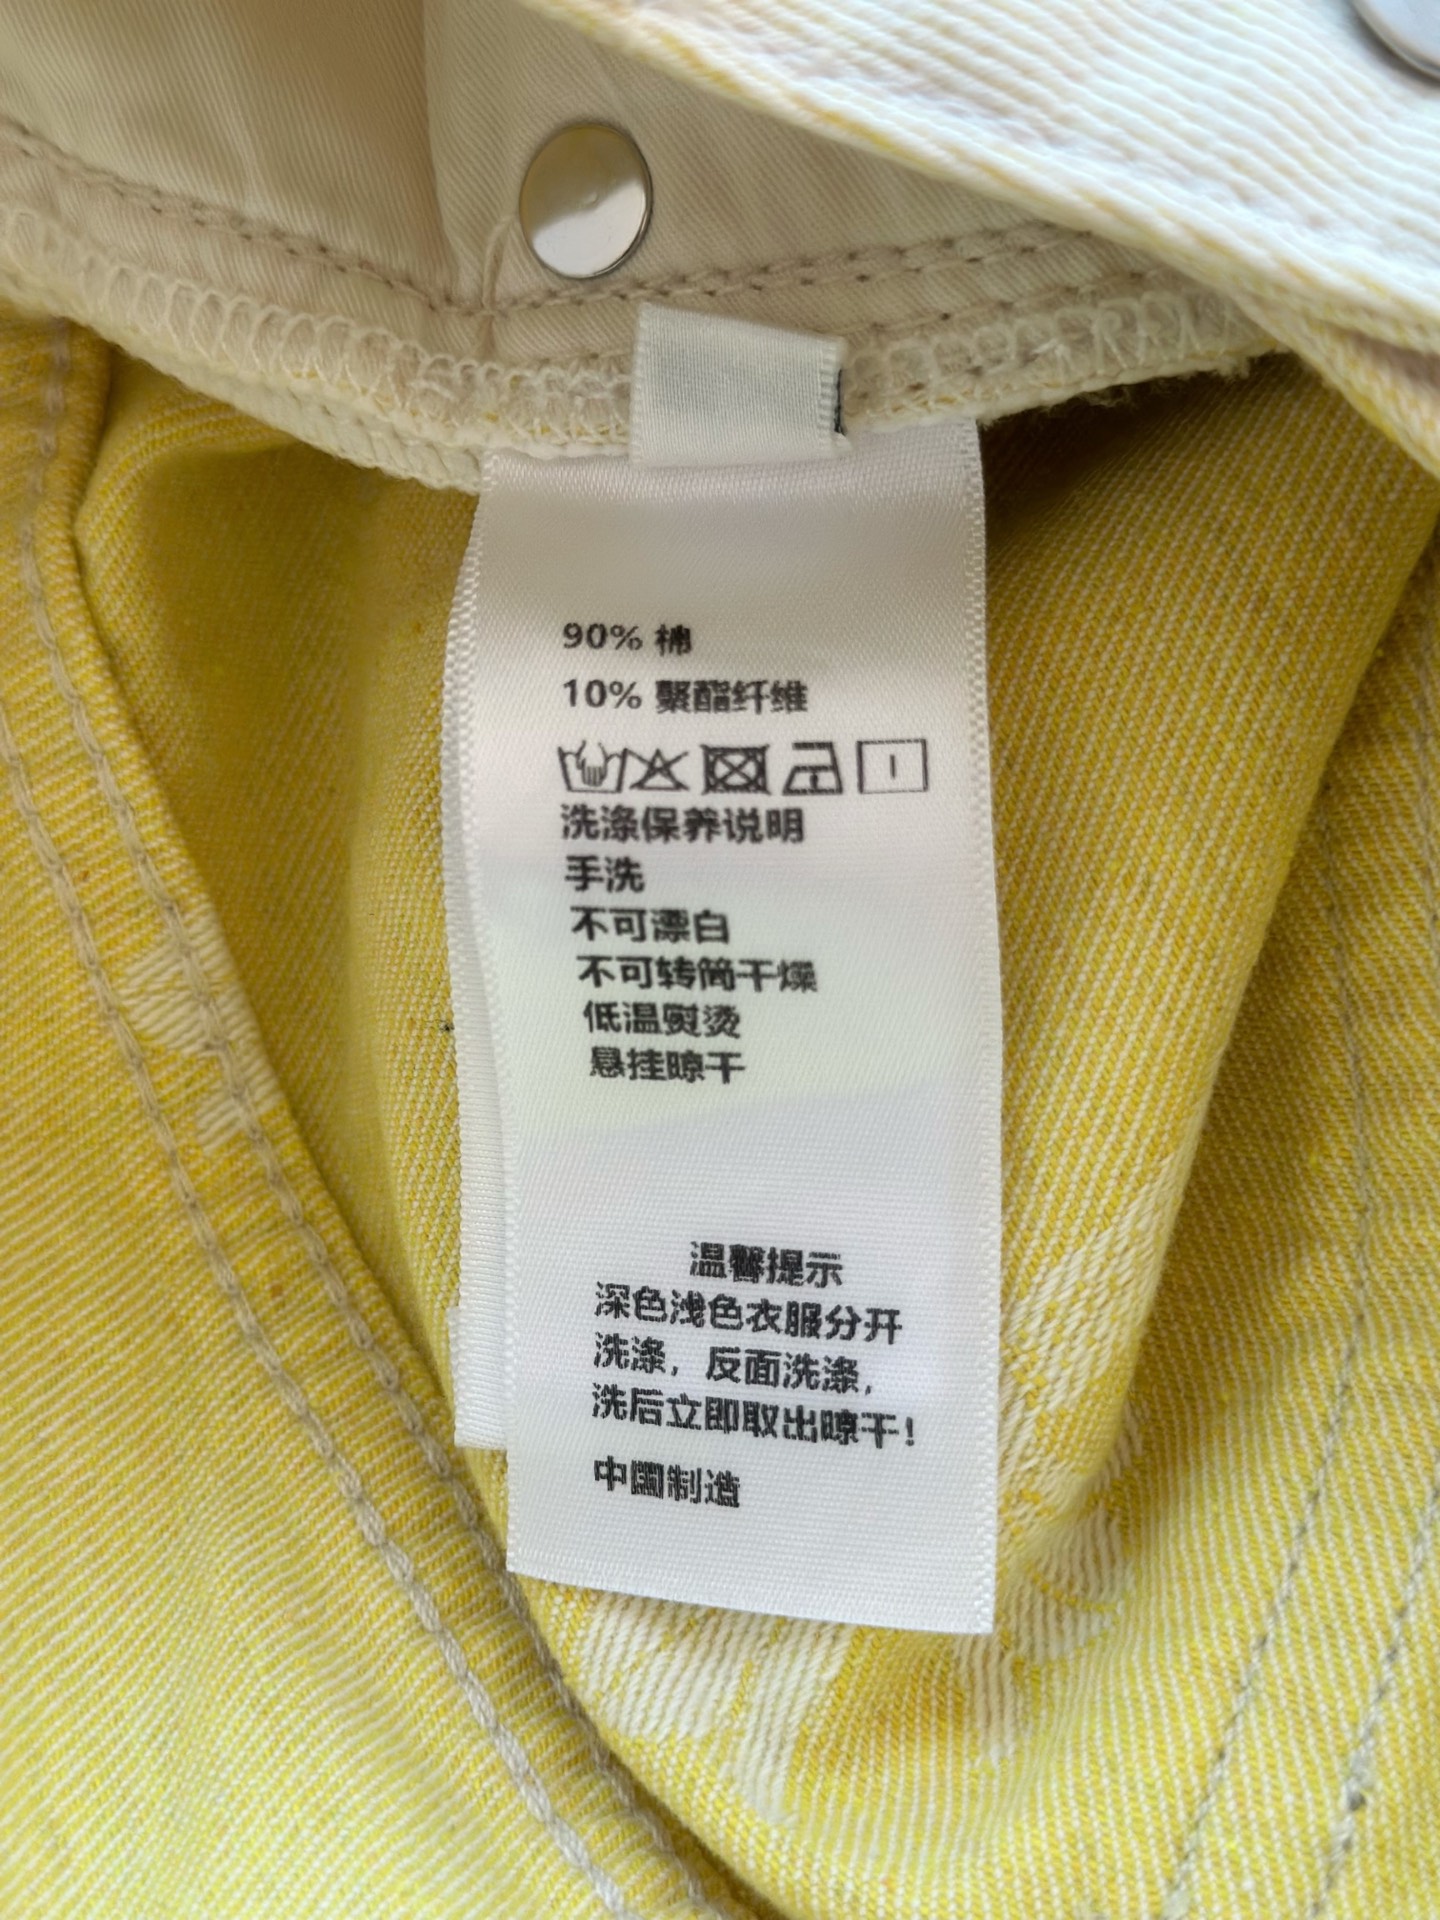 90% 棉
10% 聚酯纤维
洗涤保养说明
手洗
不可漂白
不可转筒干燥
低温熨烫
悬挂晾干
温馨提示
深色浅色衣服分开
洗涤，反面洗涤，
洗后立即取出晾干！
中国制造